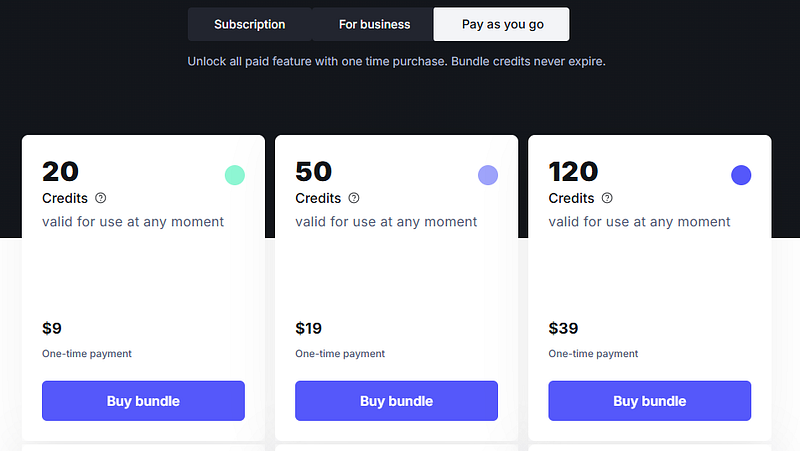 Subscription
For business
Pay as you go
Unlock all paid feature with one time purchase. Bundle credits never expire.
20
Credits
valid for use at any moment
$9
One-time payment
Buy bundle
50
Credits
valid for use at any moment
$19
One-time payment
Buy bundle
120
Credits
valid for use at any moment
$39
One-time payment
Buy bundle